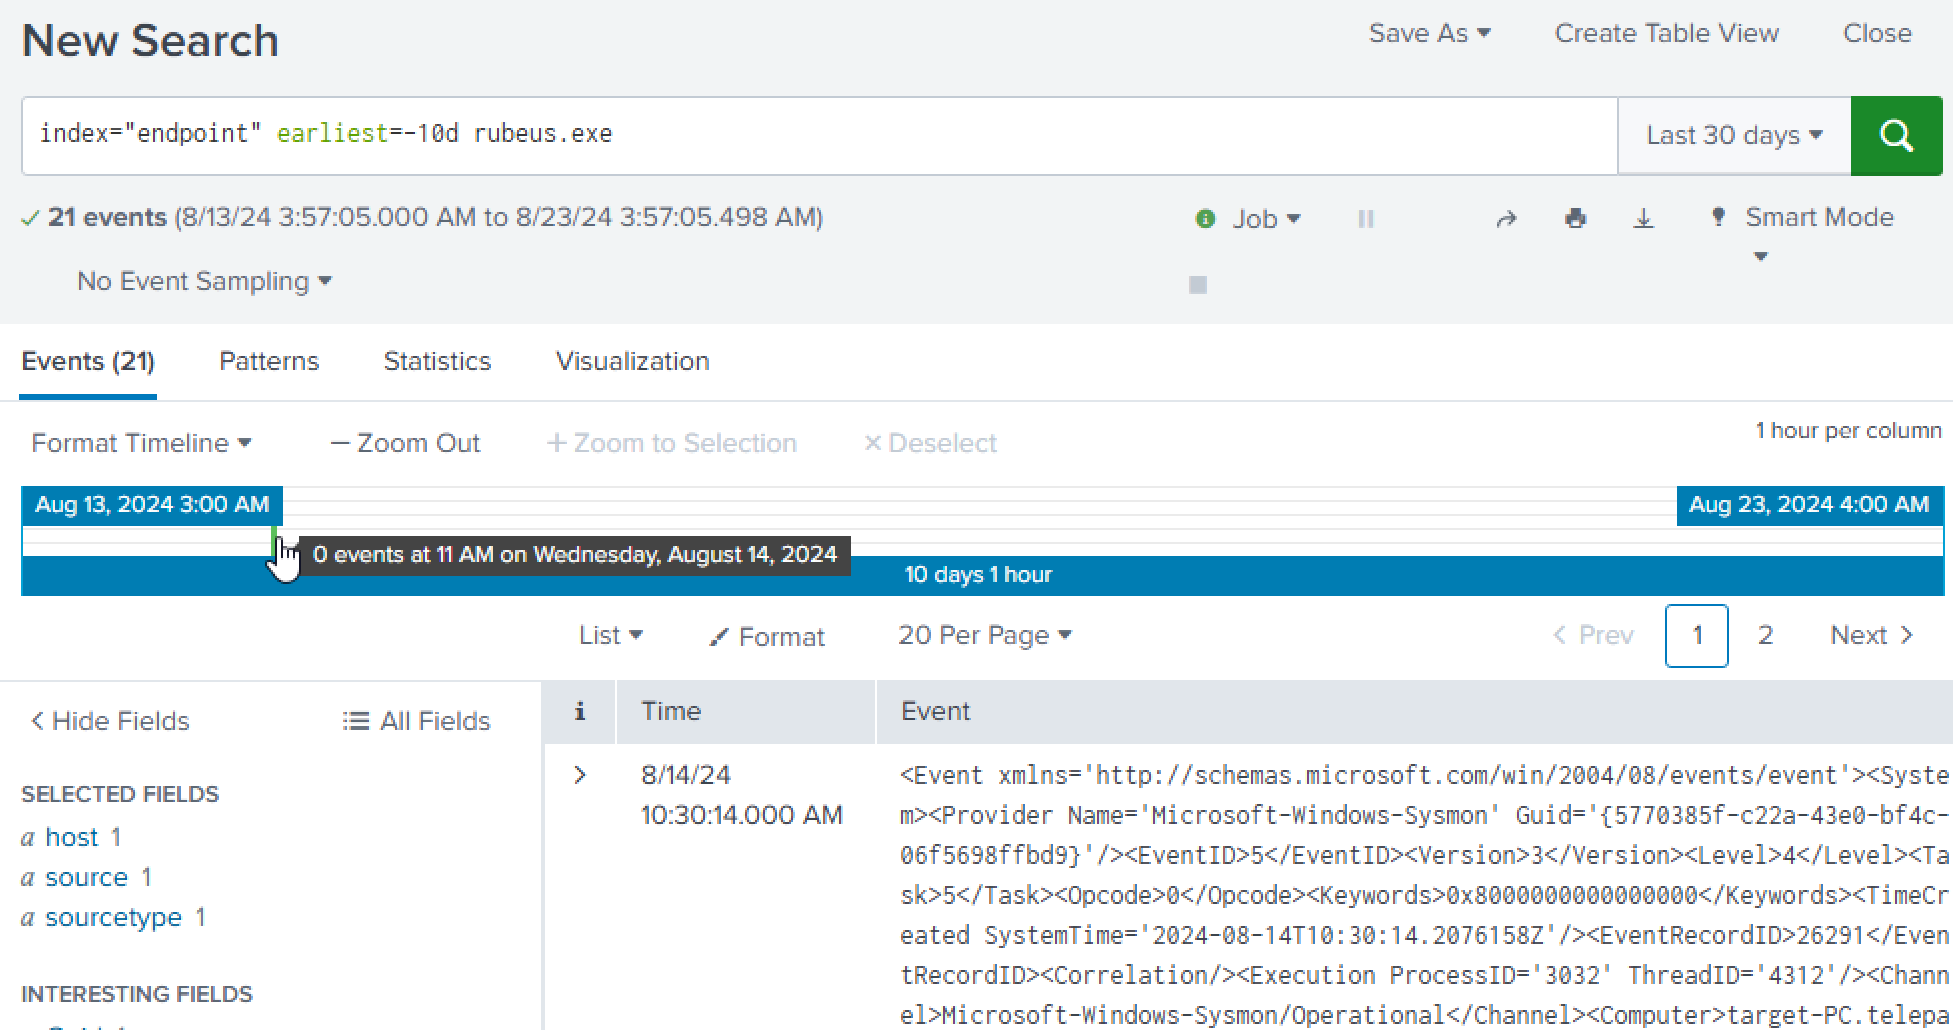 New Search
Save As
Create Table View
Close
index="endpoint" earliest=-10d rubeus.exe
Last 30 days
21 events (8/13/24 3:57:05.000 AM to 8/23/24 3:57:05.498 AM)
Job
Smart Mode
No Event Sampling
Events (21)
Patterns
Statistics
Visualization
Format Timeline
— Zoom Out
+ Zoom to Selection
× Deselect
1 hour per column
Aug 13, 2024 3:00 AM
Aug 23, 2024 4:00 AM
0 events at 11 AM on Wednesday, August 14, 2024
10 days 1 hour
List
Format
20 Per Page
< Prev
1
2
Next >
< Hide Fields
All Fields
i
Time
Event
SELECTED FIELDS
a host 1
a source 1
a sourcetype 1
INTERESTING FIELDS
>
8/14/24
10:30:14.000 AM
<Event xmlns='http://schemas.microsoft.com/win/2004/08/events/event'><Syste
m><Provider Name='Microsoft-Windows-Sysmon' Guid='{5770385f-c22a-43e0-bf4c-
06f5698ffbd9}'/><EventID>5</EventID><Version>3</Version><Level>4</Level><Ta
sk>5</Task><Opcode>0</Opcode><Keywords>0x8000000000000000</Keywords><TimeCr
eated SystemTime='2024-08-14T10:30:14.2076158Z'/><EventRecordID>26291</Even
tRecordID><Correlation/><Execution ProcessID='3032' ThreadID='4312'/><Chann
el>Microsoft-Windows-Sysmon/Operational</Channel><Computer>target-PC.telepa